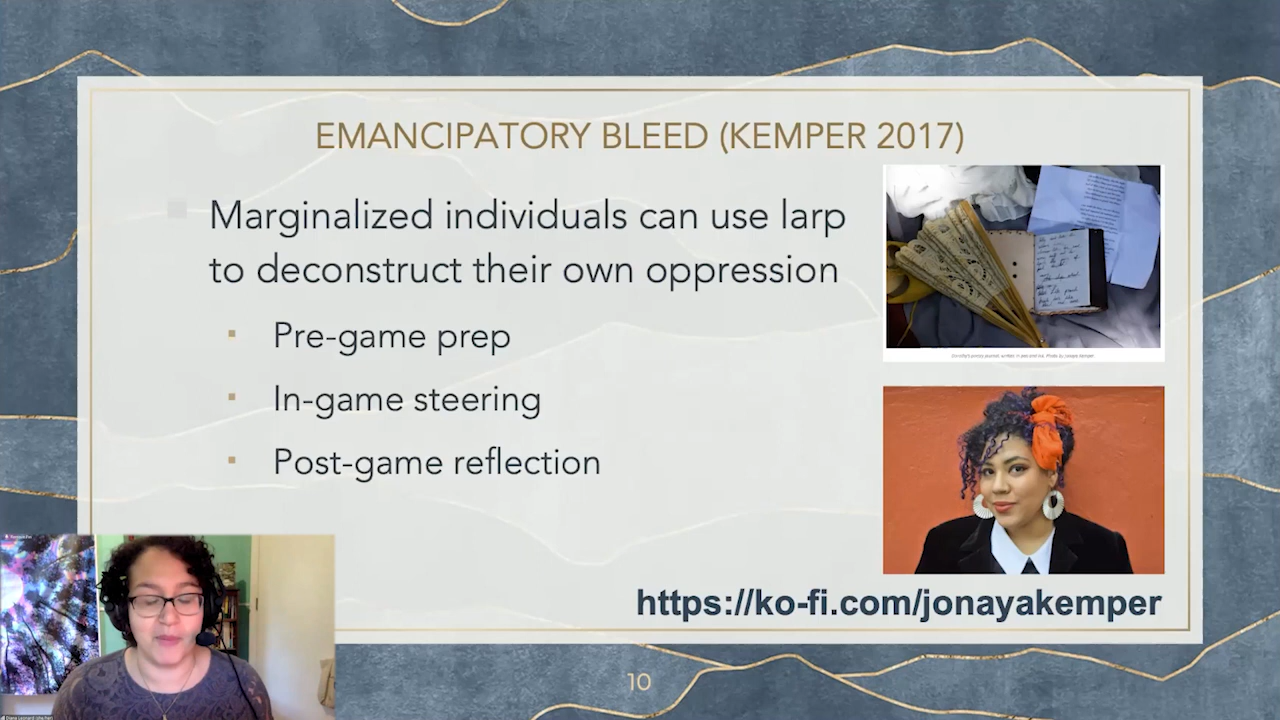 EMANCIPATORY BLEED (KEMPER 2017)
Marginalized individuals can use larp
to deconstruct their own oppression
Pre-game prep
In-game steering
Post-game reflection
https://ko-fi.com/jonayakemper
10